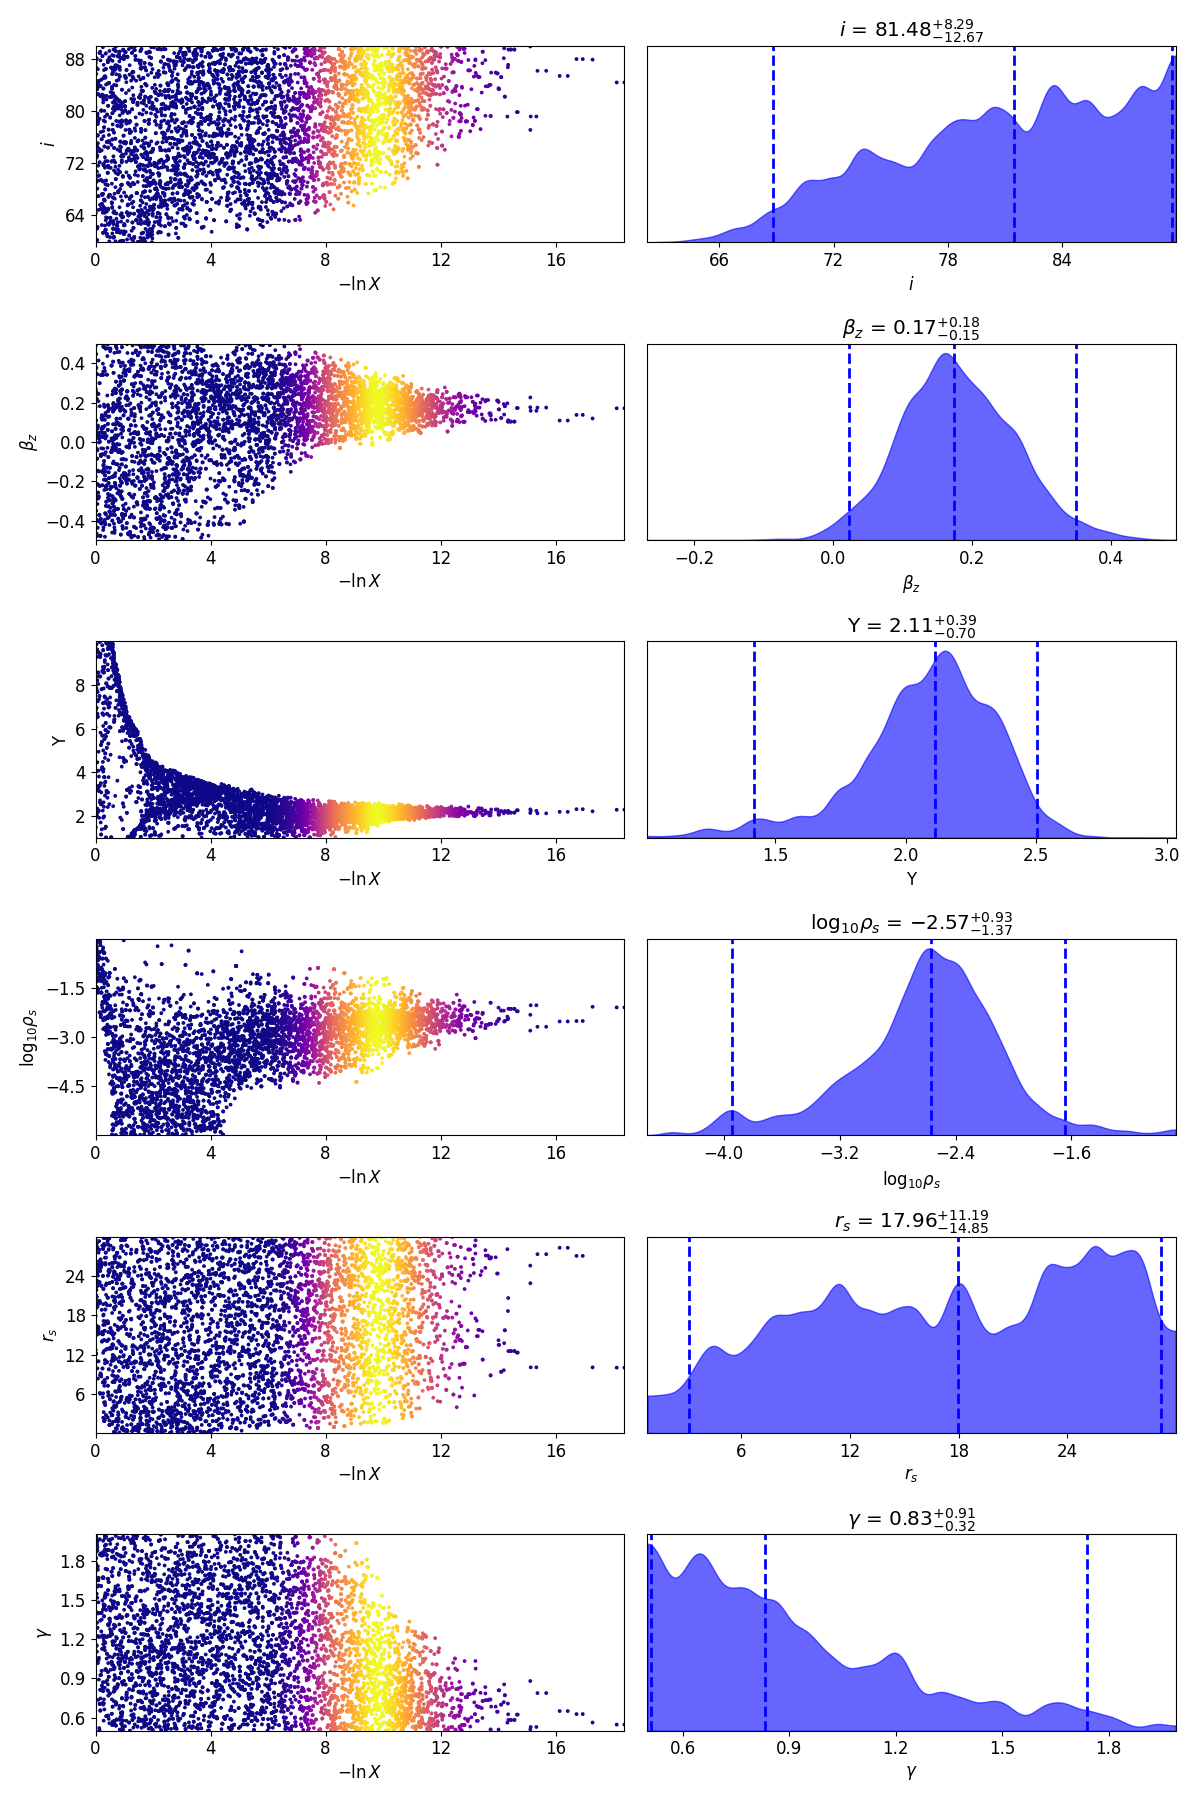 i = 81.48+8.29−12.67
88
80
72
64
i
0 4 8 12 16
66 72 78 84
−ln X
i
βz = 0.17+0.18−0.15
0.4
0.2
0.0
−0.2
−0.4
βz
0 4 8 12 16
−0.2 0.0 0.2 0.4
−ln X
βz
Y = 2.11+0.39−0.70
8
6
4
2
Y
0 4 8 12 16
1.5 2.0 2.5 3.0
−ln X
Y
log10ρs = −2.57+0.93−1.37
−1.5
−3.0
−4.5
log10ρs
0 4 8 12 16
−4.0 −3.2 −2.4 −1.6
−ln X
log10ρs
rs = 17.96+11.19−14.85
24
18
12
6
rs
0 4 8 12 16
6 12 18 24
−ln X
rs
γ = 0.83+0.91−0.32
1.8
1.5
1.2
0.9
0.6
γ
0 4 8 12 16
0.6 0.9 1.2 1.5 1.8
−ln X
γ